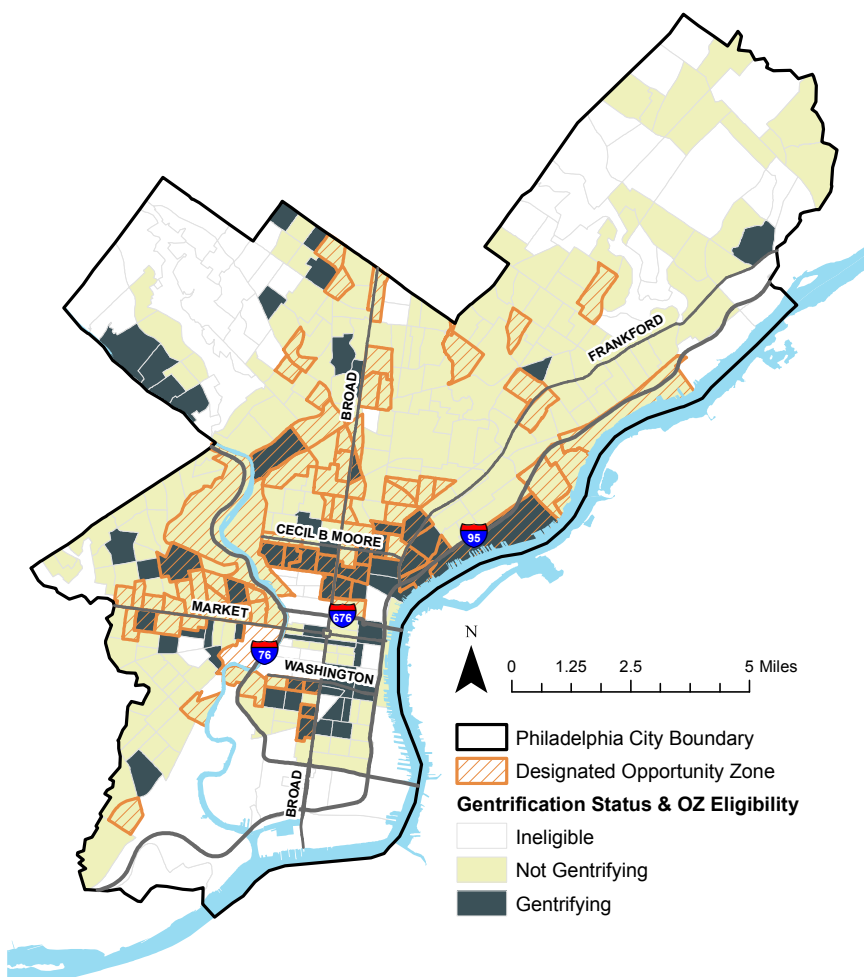 FRANKFORD
BROAD
CECIL B MOORE
95
MARKET
676
76
WASHINGTON
BROAD
N
0 1.25 2.5 5 Miles
Philadelphia City Boundary
Designated Opportunity Zone
Gentrification Status & OZ Eligibility
Ineligible
Not Gentrifying
Gentrifying